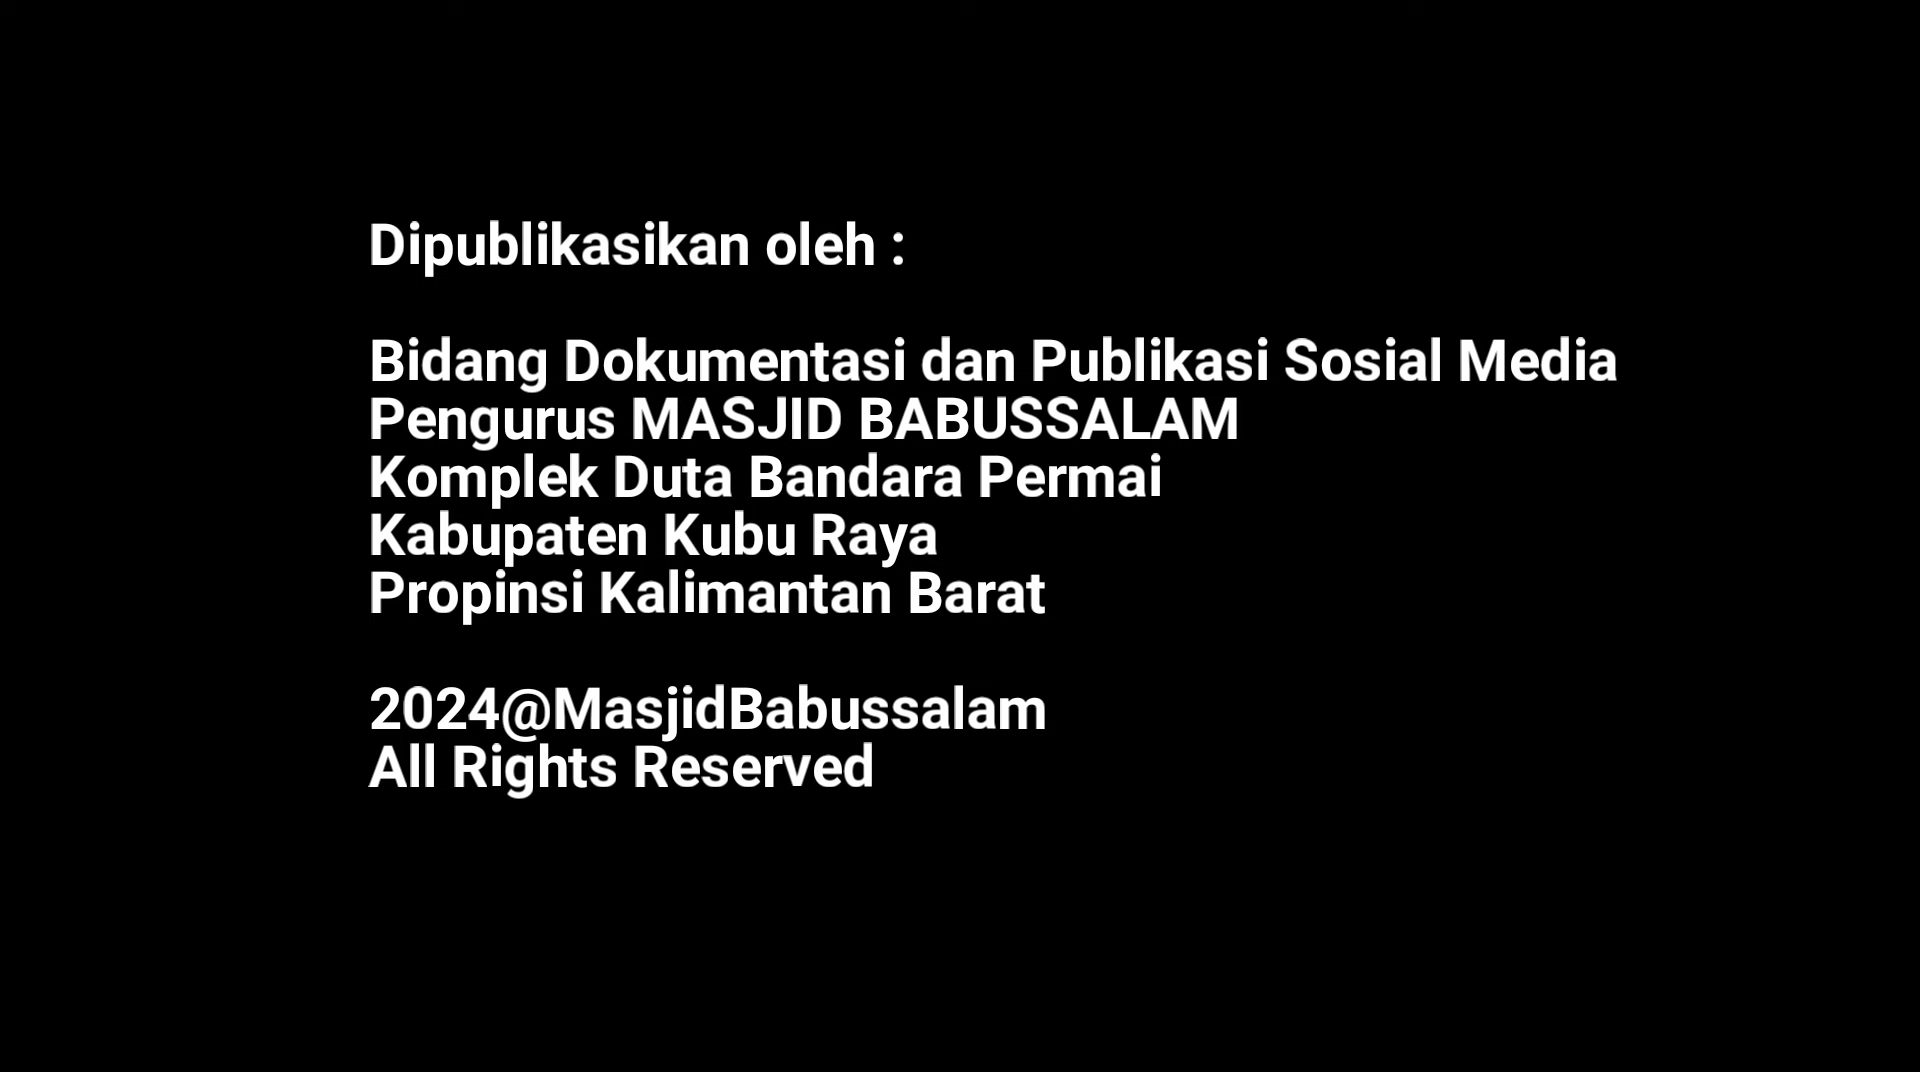 Dipublikasikan oleh :
Bidang Dokumentasi dan Publikasi Sosial Media
Pengurus MASJID BABUSSALAM
Komplek Duta Bandara Permai
Kabupaten Kubu Raya
Propinsi Kalimantan Barat
2024@MasjidBabussalam
All Rights Reserved